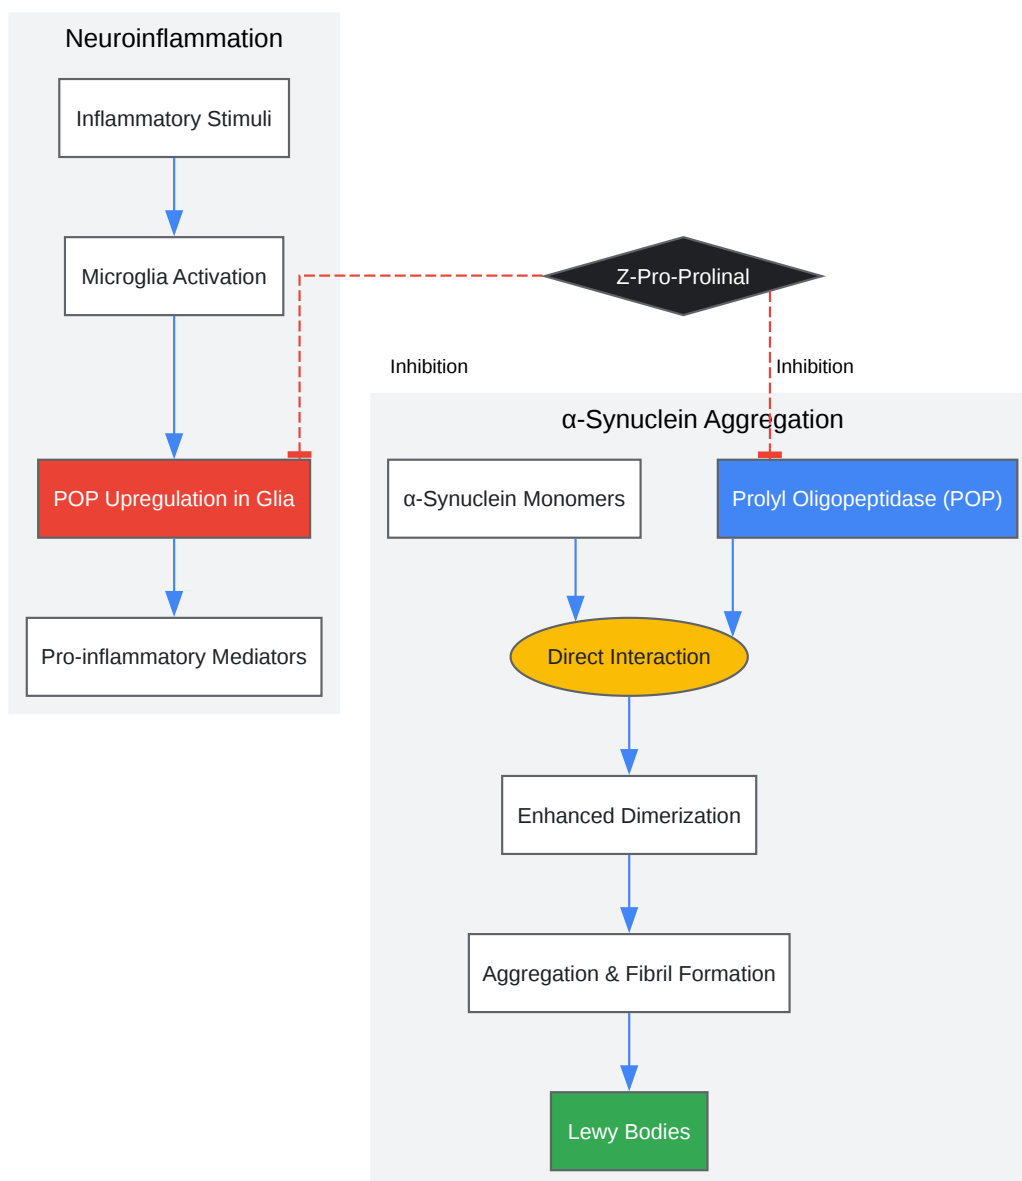 Neuroinflammation
Inflammatory Stimuli
Microglia Activation
Z-Pro-Prolinal
Inhibition
Inhibition
α-Synuclein Aggregation
POP Upregulation in Glia
α-Synuclein Monomers
Prolyl Oligopeptidase (POP)
Pro-inflammatory Mediators
Direct Interaction
Enhanced Dimerization
Aggregation & Fibril Formation
Lewy Bodies